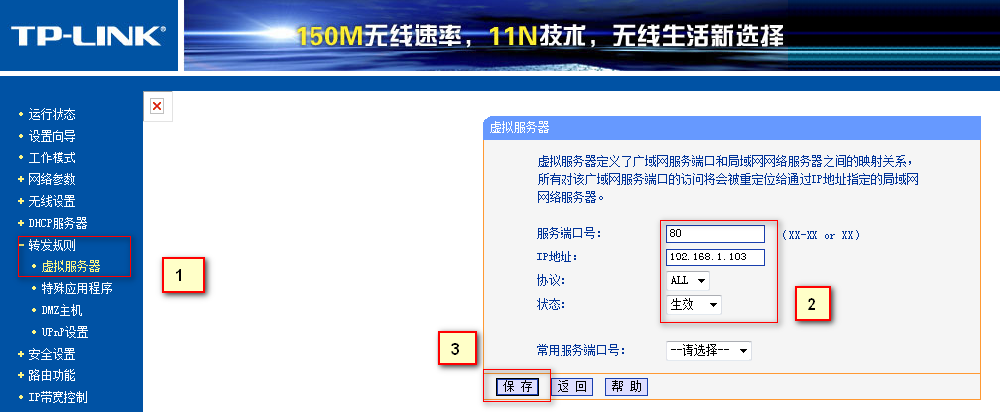 TP-LINK®
150M无线速率，11N技术，无线生活新选择
• 运行状态
• 设置向导
• 工作模式
+ 网络参数
+ 无线设置
+ DHCP服务器
- 转发规则
• 虚拟服务器
• 特殊应用程序
• DMZ主机
• UPnP设置
+ 安全设置
+ 路由功能
• IP带宽控制
1
虚拟服务器
虚拟服务器定义了广域网服务端口和局域网网络服务器之间的映射关系，
所有对该广域网服务端口的访问将会被重定位给通过IP地址指定的局域网
网络服务器。
服务端口号： 80 （XX-XX or XX）
IP地址： 192.168.1.103
协议： ALL
状态： 生效
2
常用服务端口号： --请选择--
3
保 存 返 回 帮 助